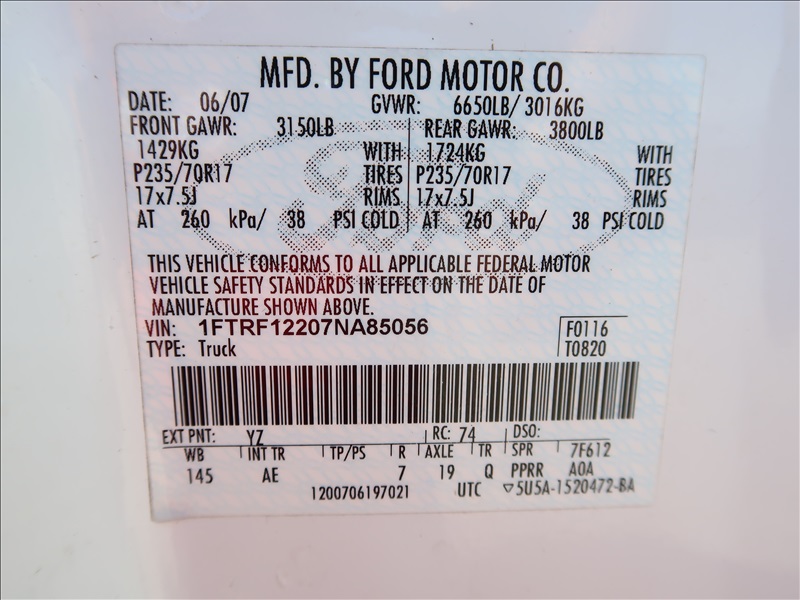 MFD. BY FORD MOTOR CO.
DATE: 06/07 GVWR: 6650LB/ 3016KG
FRONT GAWR: 3150LB REAR GAWR: 3800LB
1429KG WITH 1724KG WITH
P235/70R17 TIRES P235/70R17 TIRES
17x7.5J RIMS 17x7.5J RIMS
AT 260 kPa/ 38 PSI COLD AT 260 kPa/ 38 PSI COLD
Ford
THIS VEHICLE CONFORMS TO ALL APPLICABLE FEDERAL MOTOR
VEHICLE SAFETY STANDARDS IN EFFECT ON THE DATE OF
MANUFACTURE SHOWN ABOVE.
VIN: 1FTRF12207NA85056 F0116
TYPE: Truck T0820
EXT PNT: YZ RC: 74 DSO:
WB INT TR TP/PS R AXLE TR SPR 7F612
145 AE 7 19 Q PPRR A0A
1200706197021 UTC ▽5U5A-1520472-BA